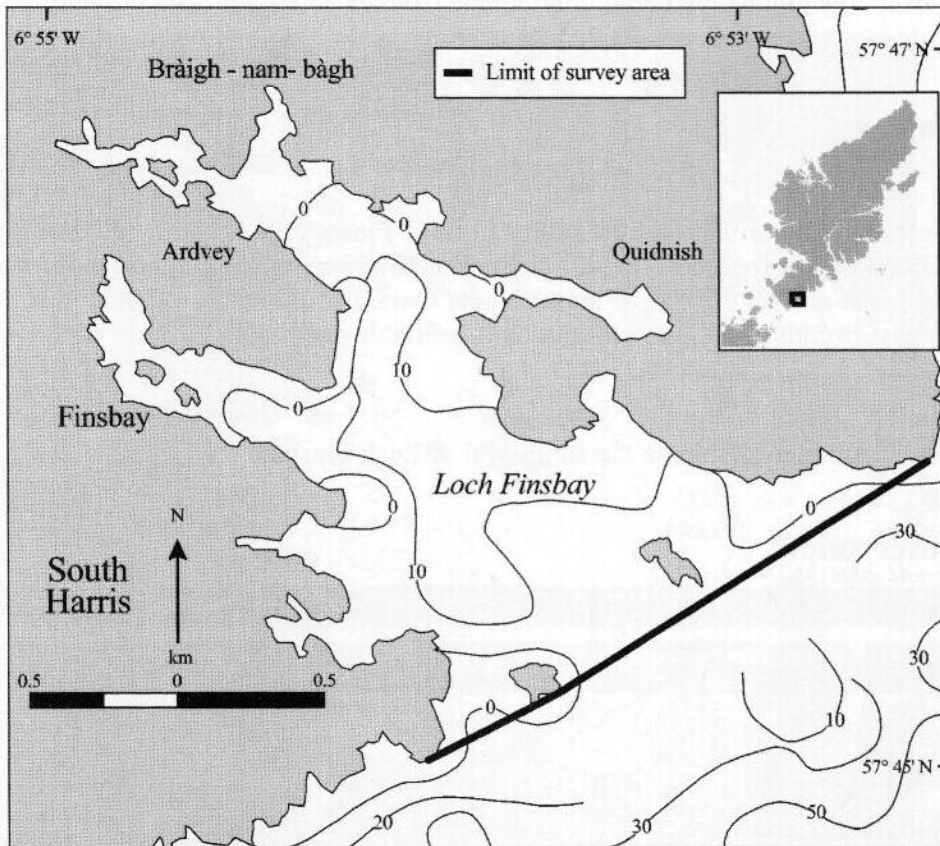 6° 55' W
6° 53' W
57° 47' N
Bràigh - nam- bàgh
Limit of survey area
0
0
Ardvey
Quidnish
0
10
Finsbay
0
Loch Finsbay
0
0
30
N
10
South
Harris
km
0.5
0
0.5
30
0
10
57° 45' N
20
30
50